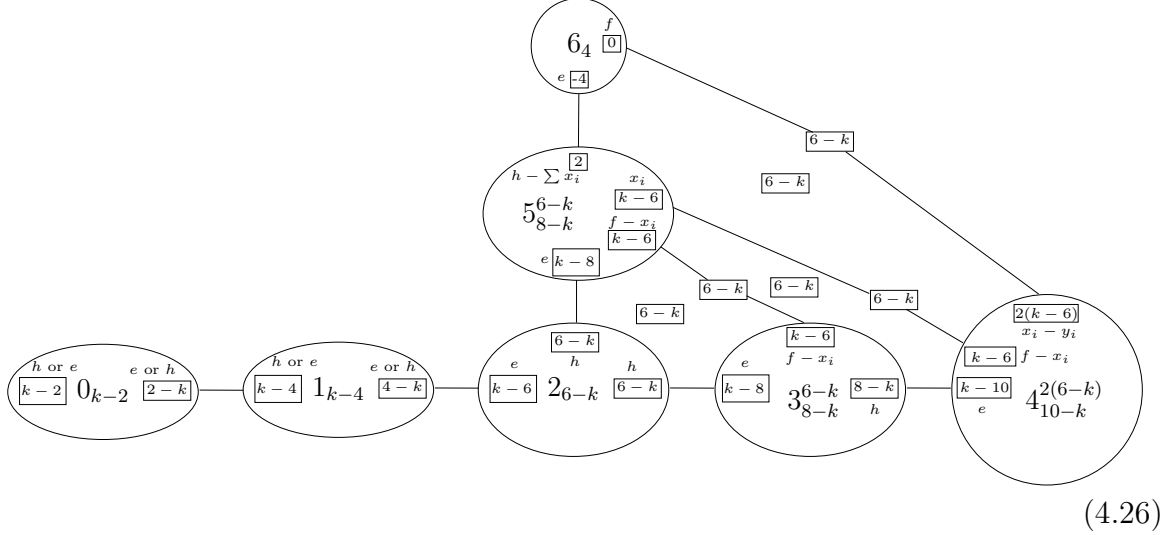 f
6_4
0
e -4
6 − k
2
h − ∑ x_i
x_i
k − 6
6 − k
5^{6−k}_{8−k}
f − x_i
k − 6
e k − 8
6 − k
6 − k
6 − k
6 − k
2(k − 6)
x_i − y_i
6 − k
h
k − 6
f − x_i
k − 6 f − x_i
h or e
e or h
k − 2
0_{k−2}
2 − k
h or e
e or h
k − 4
1_{k−4}
4 − k
e
h
k − 6
2_{6−k}
6 − k
e
k − 8
3^{6−k}_{8−k}
8 − k
h
k − 10
e
4^{2(6−k)}_{10−k}
(4.26)